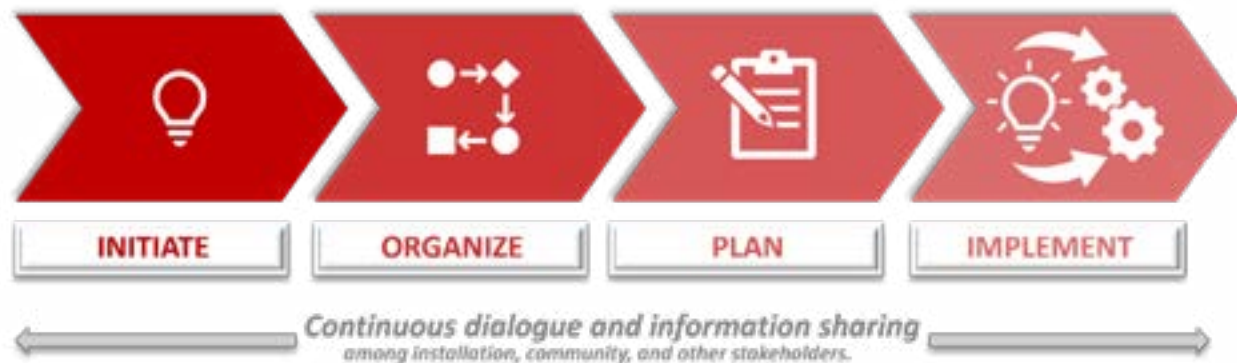 INITIATE
ORGANIZE
PLAN
IMPLEMENT
Continuous dialogue and information sharing
among installation, community, and other stakeholders.